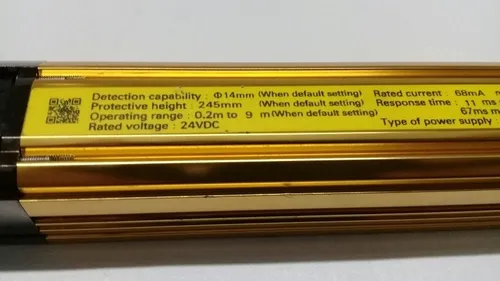 Detection capability : Φ14mm (When default setting) Rated current : 68mA
Protective height : 245mm (When default setting) Response time : 11 ms
Operating range : 0.2m to 9 m(When default setting) 67ms
Rated voltage : 24VDC Type of power supply